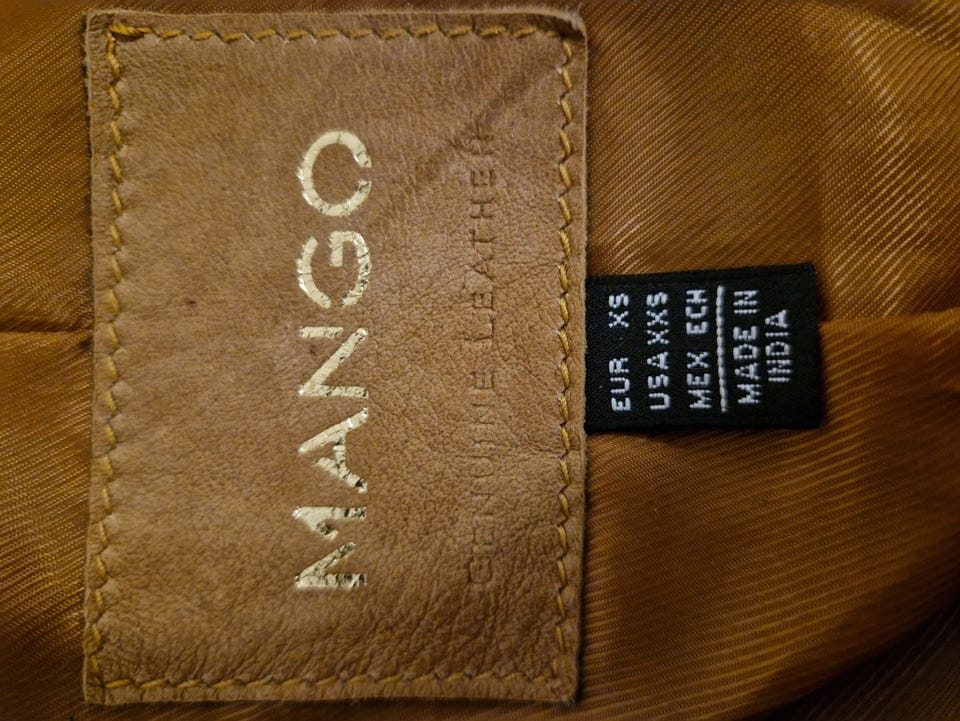 MANGO
GENUINE LEATHER
EUR XS
USA XXS
MEX ECH
MADE IN
INDIA